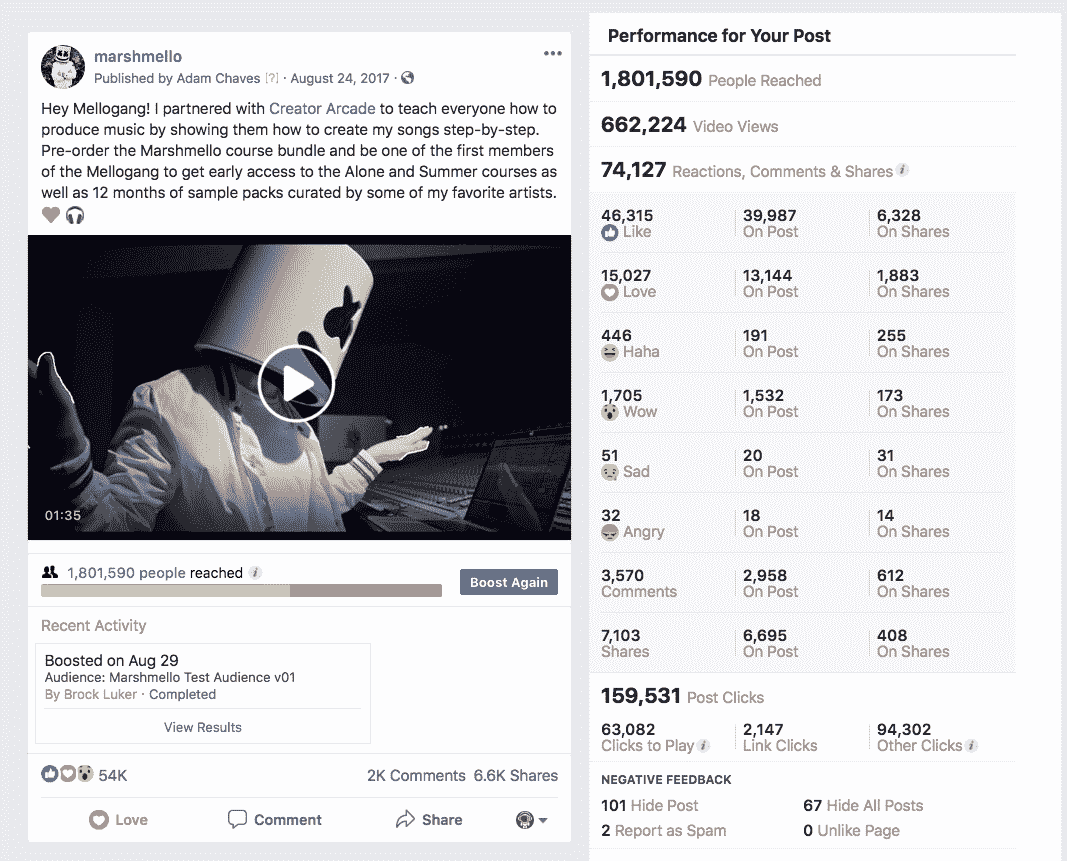 marshmello
Published by Adam Chaves [?] · August 24, 2017 ·
Hey Mellogang! I partnered with Creator Arcade to teach everyone how to
produce music by showing them how to create my songs step-by-step.
Pre-order the Marshmello course bundle and be one of the first members
of the Mellogang to get early access to the Alone and Summer courses as
well as 12 months of sample packs curated by some of my favorite artists.
01:35
1,801,590 people reached
Boost Again
Recent Activity
Boosted on Aug 29
Audience: Marshmello Test Audience v01
By Brock Luker · Completed
View Results
54K
2K Comments 6.6K Shares
Love Comment Share
Performance for Your Post
1,801,590 People Reached
662,224 Video Views
74,127 Reactions, Comments & Shares
46,315 39,987 6,328
Like On Post On Shares
15,027 13,144 1,883
Love On Post On Shares
446 191 255
Haha On Post On Shares
1,705 1,532 173
Wow On Post On Shares
51 20 31
Sad On Post On Shares
32 18 14
Angry On Post On Shares
3,570 2,958 612
Comments On Post On Shares
7,103 6,695 408
Shares On Post On Shares
159,531 Post Clicks
63,082 2,147 94,302
Clicks to Play Link Clicks Other Clicks
NEGATIVE FEEDBACK
101 Hide Post 67 Hide All Posts
2 Report as Spam 0 Unlike Page